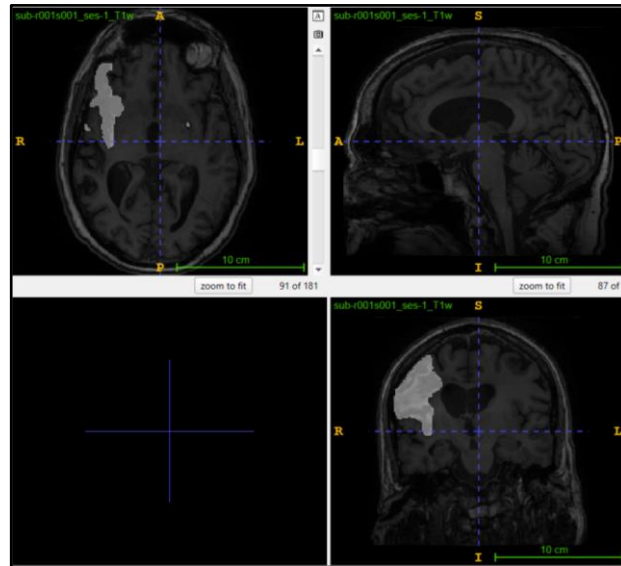 sub-r001s001_ses-1_T1w
A
A
R
L
P
10 cm
zoom to fit
91 of 181
sub-r001s001_ses-1_T1w
S
A
P
I
10 cm
zoom to fit
87 of
sub-r001s001_ses-1_T1w
S
R
L
I
10 cm